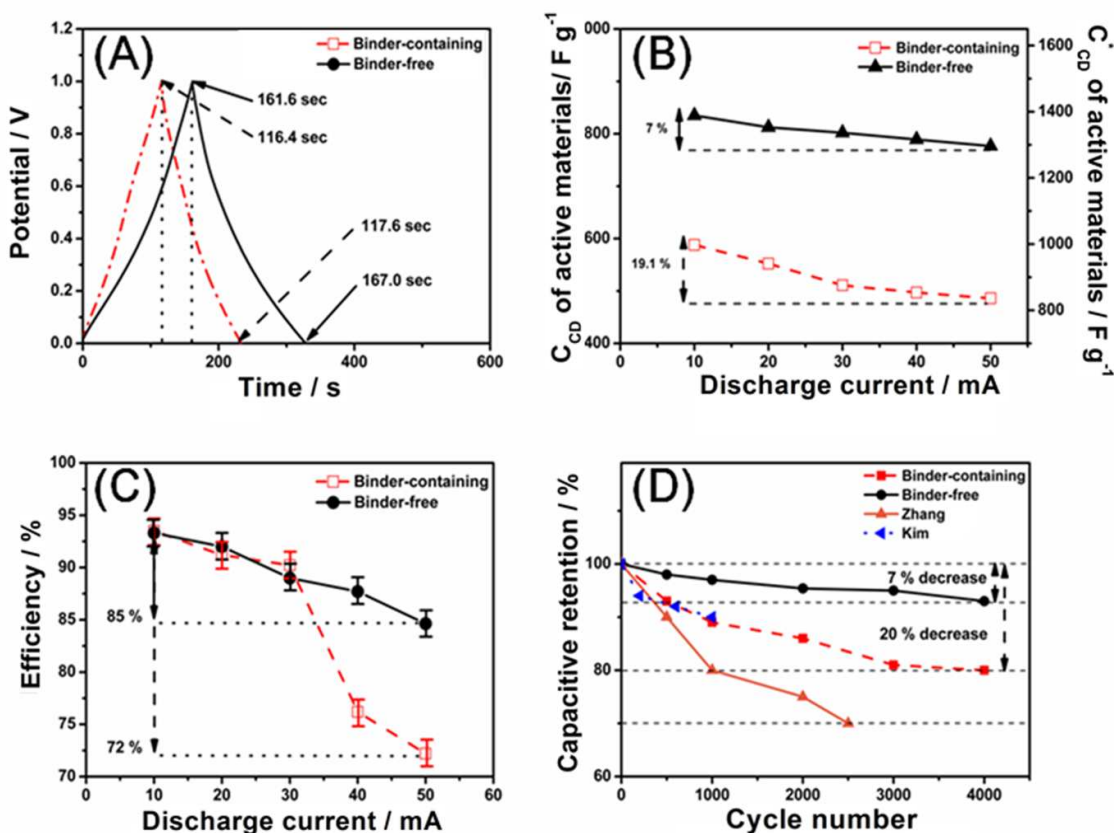 (A)
Binder-containing
Binder-free
161.6 sec
116.4 sec
117.6 sec
167.0 sec
1.2
1.0
0.8
0.6
0.4
0.2
0.0
0 200 400 600
Potential / V
Time / s
(B)
Binder-containing
Binder-free
7 %
19.1 %
000
800
600
400
1600
1400
1200
1000
800
0 10 20 30 40 50
C_CD of active materials/ F g⁻¹
C*_CD of active materials / F g⁻¹
Discharge current / mA
(C)
Binder-containing
Binder-free
85 %
72 %
100
95
90
85
80
75
70
0 10 20 30 40 50 60
Efficiency / %
Discharge current / mA
(D)
Binder-containing
Binder-free
Zhang
Kim
7 % decrease
20 % decrease
100
80
60
0 1000 2000 3000 4000
Capacitive retention / %
Cycle number